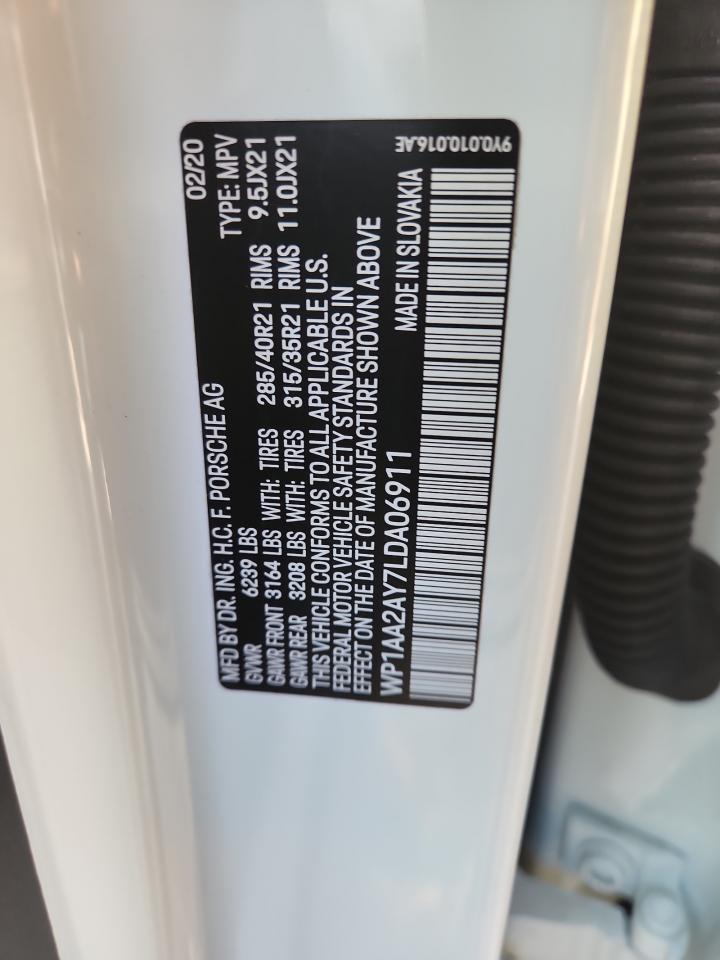 MFD BY DR. ING. H.C. F. PORSCHE AG 02/20
GVWR 6239 LBS TYPE: MPV
GAWR FRONT 3164 LBS WITH: TIRES 285/40R21 RIMS 9.5JX21
GAWR REAR 3208 LBS WITH: TIRES 315/35R21 RIMS 11.0JX21
THIS VEHICLE CONFORMS TO ALL APPLICABLE U.S.
FEDERAL MOTOR VEHICLE SAFETY STANDARDS IN
EFFECT ON THE DATE OF MANUFACTURE SHOWN ABOVE
WP1AA2AY7LDA06911 MADE IN SLOVAKIA
9Y0.010.016.AE